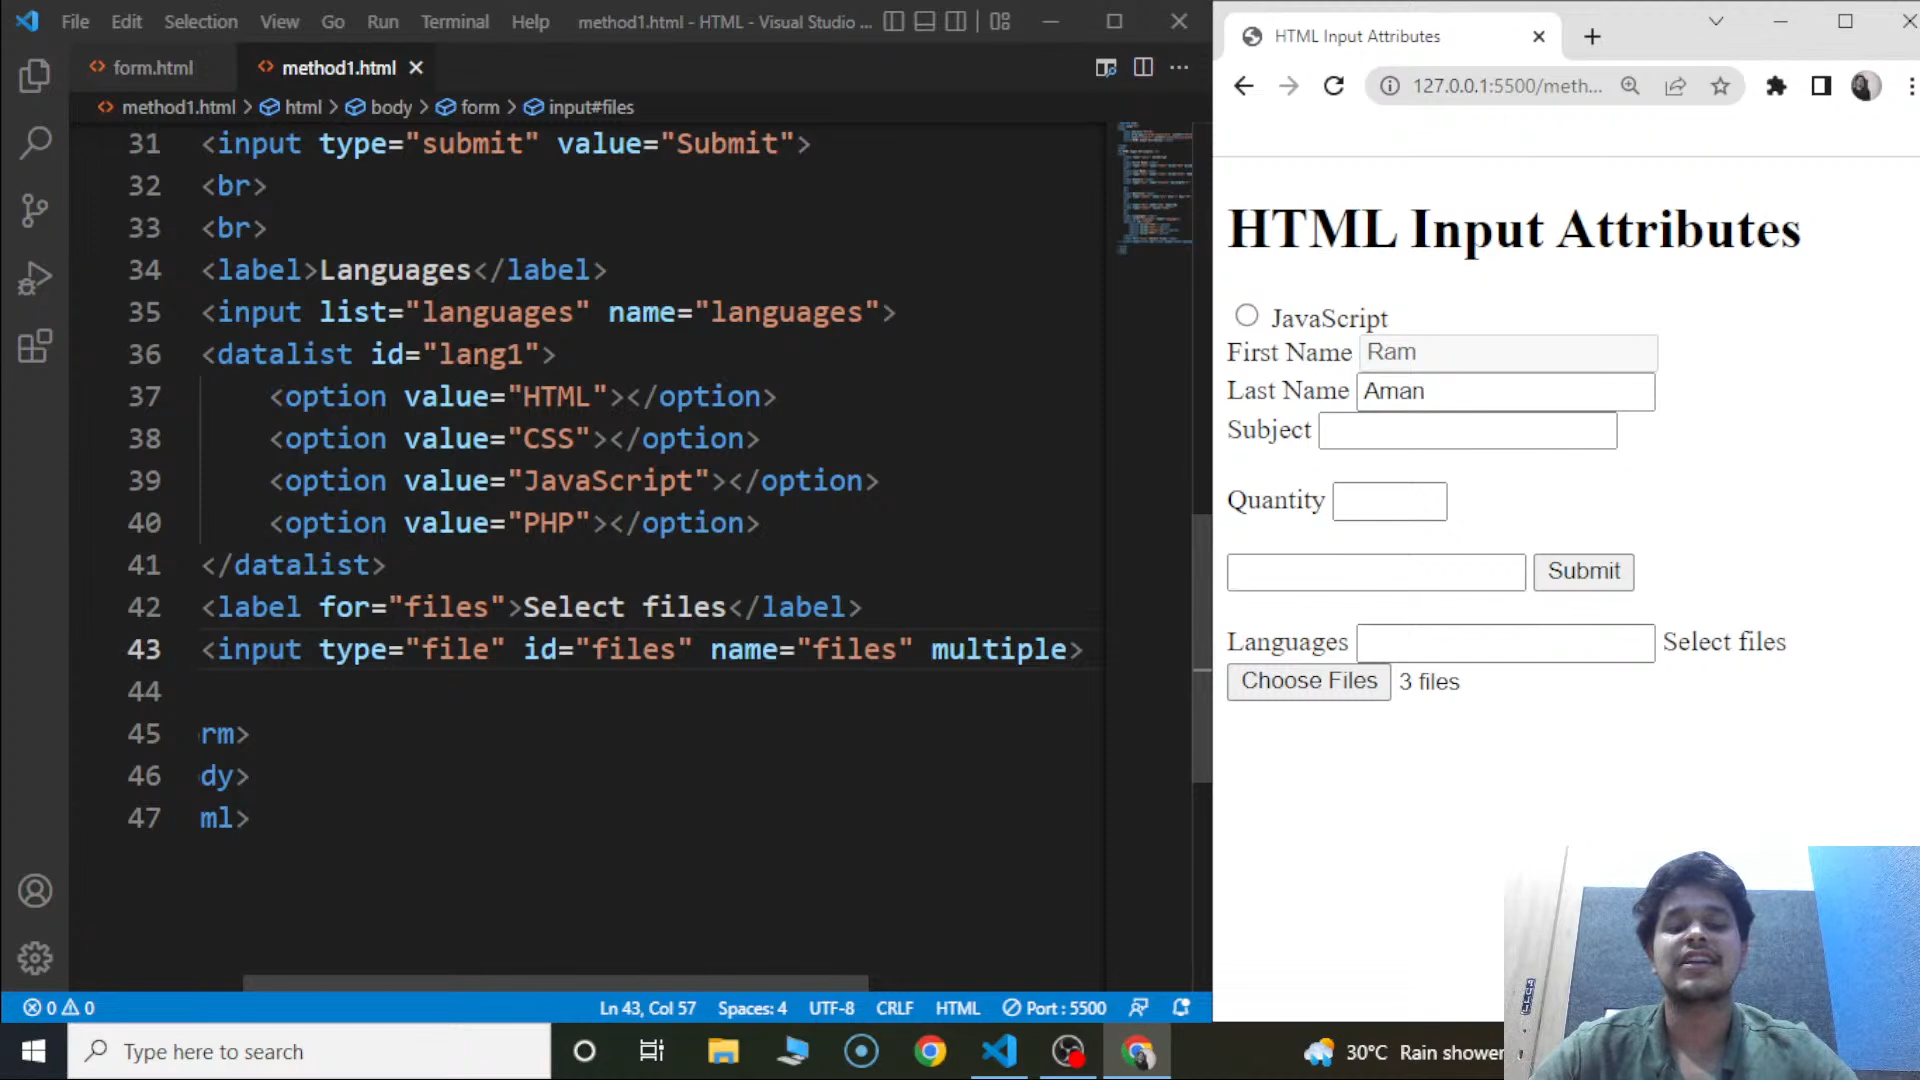 File Edit Selection View Go Run Terminal Help method1.html - HTML - Visual Studio ...
form.html method1.html
method1.html html body form input#files
31 <input type="submit" value="Submit">
32 <br>
33 <br>
34 <label>Languages</label>
35 <input list="languages" name="languages">
36 <datalist id="lang1">
37 <option value="HTML"></option>
38 <option value="CSS"></option>
39 <option value="JavaScript"></option>
40 <option value="PHP"></option>
41 </datalist>
42 <label for="files">Select files</label>
43 <input type="file" id="files" name="files" multiple>
44
45 rm>
46 dy>
47 ml>
0 0 Ln 43, Col 57 Spaces: 4 UTF-8 CRLF HTML Port : 5500
HTML Input Attributes
127.0.0.1:5500/meth...
HTML Input Attributes
JavaScript
First Name Ram
Last Name Aman
Subject
Quantity
Submit
Languages Select files
Choose Files 3 files
Type here to search 30°C Rain shower